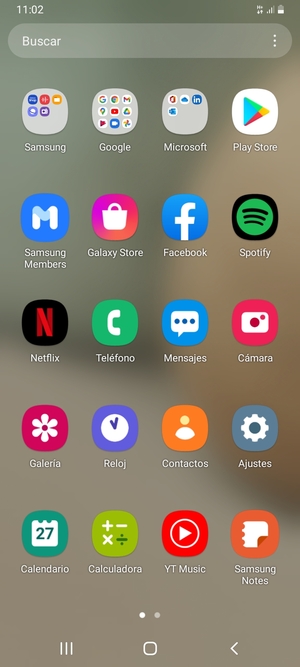 11:02
Buscar
Samsung
Google
Microsoft
Play Store
Samsung
Members
Galaxy Store
Facebook
Spotify
Netflix
Teléfono
Mensajes
Cámara
Galería
Reloj
Contactos
Ajustes
27
Calendario
Calculadora
YT Music
Samsung
Notes